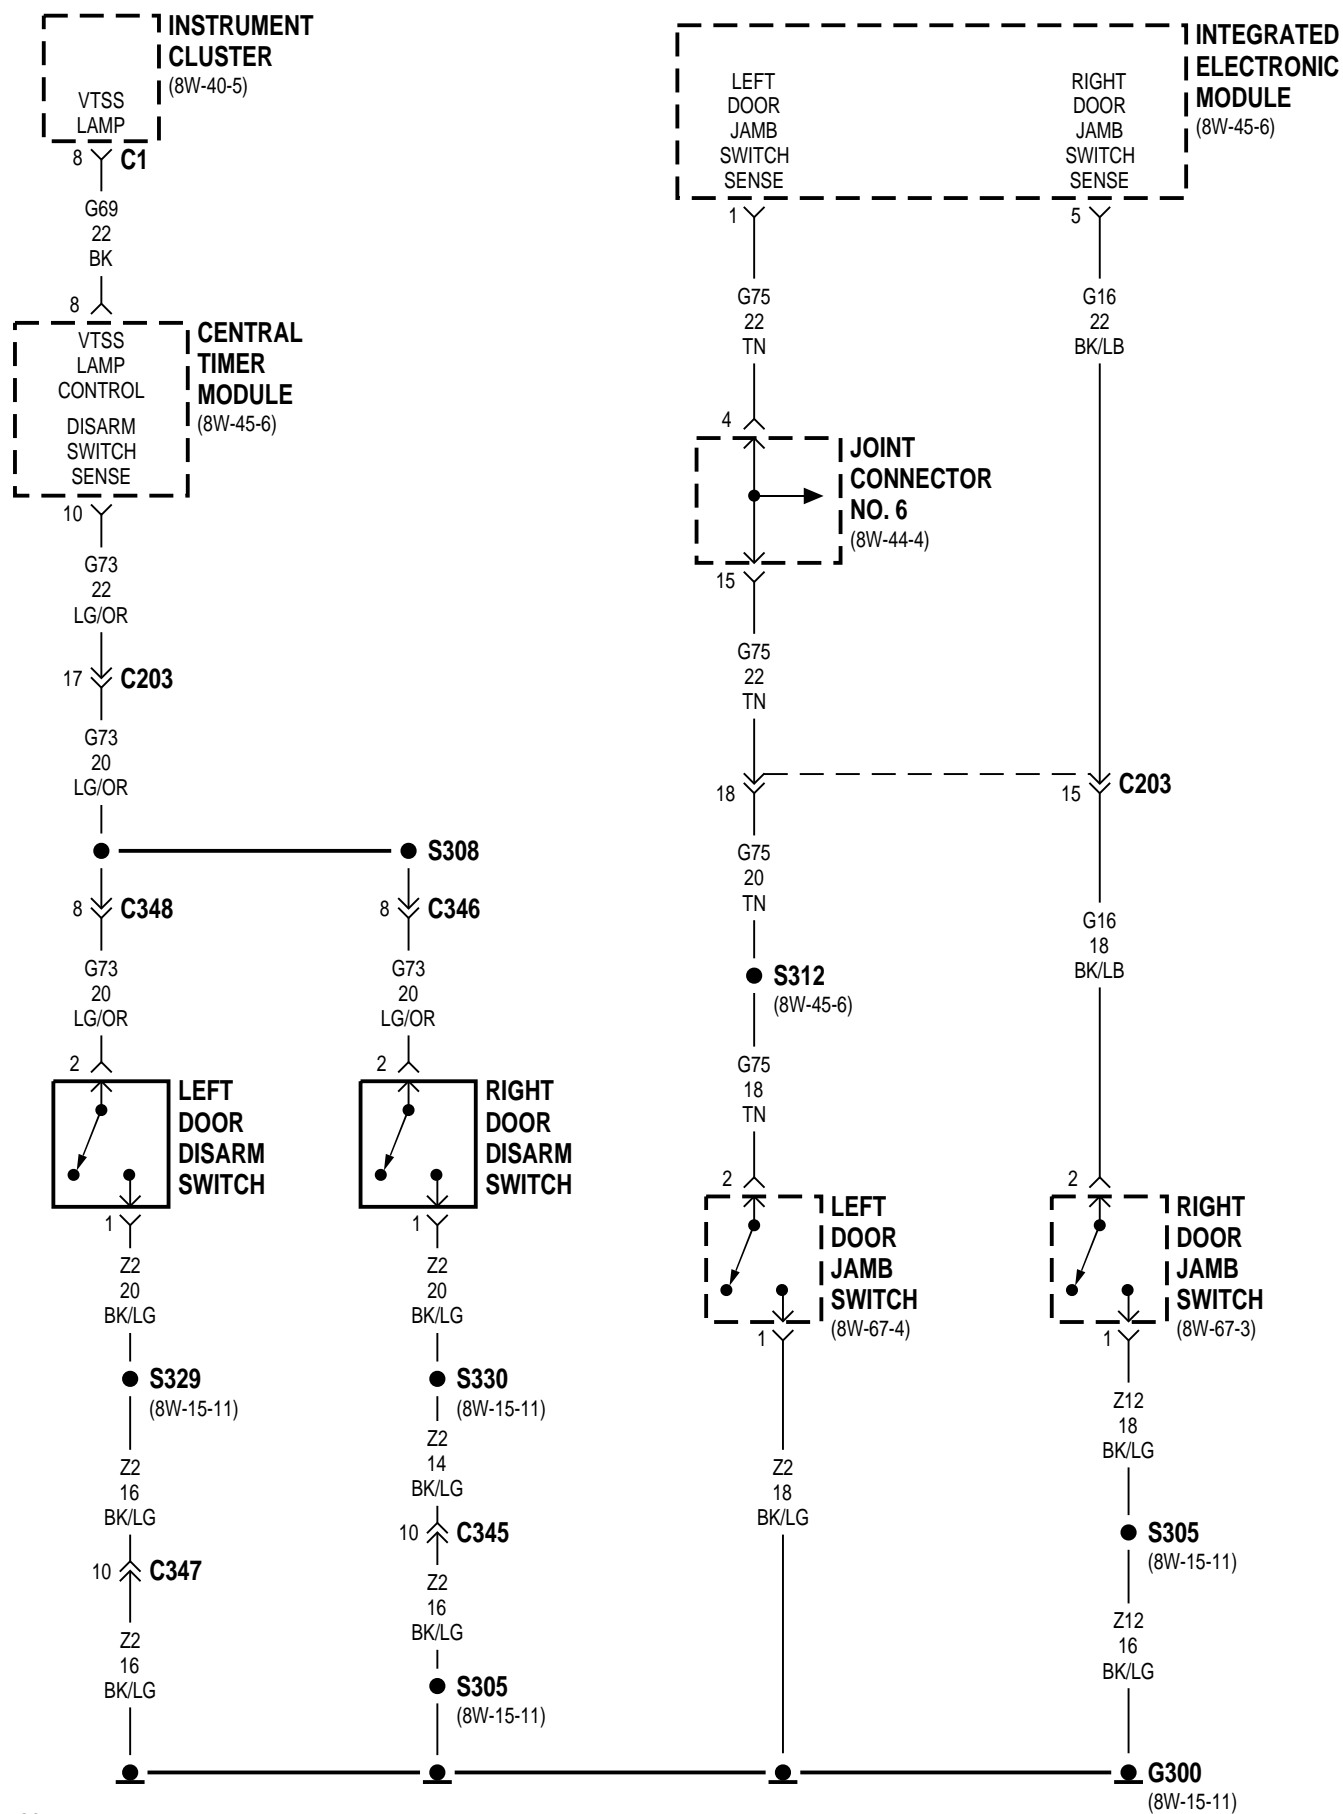 INSTRUMENT
CLUSTER
(8W-40-5)
VTSS
LAMP
8
C1
G69
22
BK
8
VTSS
LAMP
CONTROL
DISARM
SWITCH
SENSE
CENTRAL
TIMER
MODULE
(8W-45-6)
10
G73
22
LG/OR
17
C203
G73
20
LG/OR
S308
8
C348
G73
20
LG/OR
2
LEFT
DOOR
DISARM
SWITCH
1
Z2
20
BK/LG
S329
(8W-15-11)
Z2
16
BK/LG
10
C347
Z2
16
BK/LG
8
C346
G73
20
LG/OR
2
RIGHT
DOOR
DISARM
SWITCH
1
Z2
20
BK/LG
S330
(8W-15-11)
Z2
14
BK/LG
10
C345
Z2
16
BK/LG
S305
(8W-15-11)
INTEGRATED
ELECTRONIC
MODULE
(8W-45-6)
LEFT
DOOR
JAMB
SWITCH
SENSE
1
G75
22
TN
4
JOINT
CONNECTOR
NO. 6
(8W-44-4)
15
G75
22
TN
18
G75
20
TN
S312
(8W-45-6)
G75
18
TN
2
LEFT
DOOR
JAMB
SWITCH
(8W-67-4)
1
Z2
18
BK/LG
RIGHT
DOOR
JAMB
SWITCH
SENSE
5
G16
22
BK/LB
15
C203
G16
18
BK/LB
2
RIGHT
DOOR
JAMB
SWITCH
(8W-67-3)
1
Z12
18
BK/LG
S305
(8W-15-11)
Z12
16
BK/LG
G300
(8W-15-11)